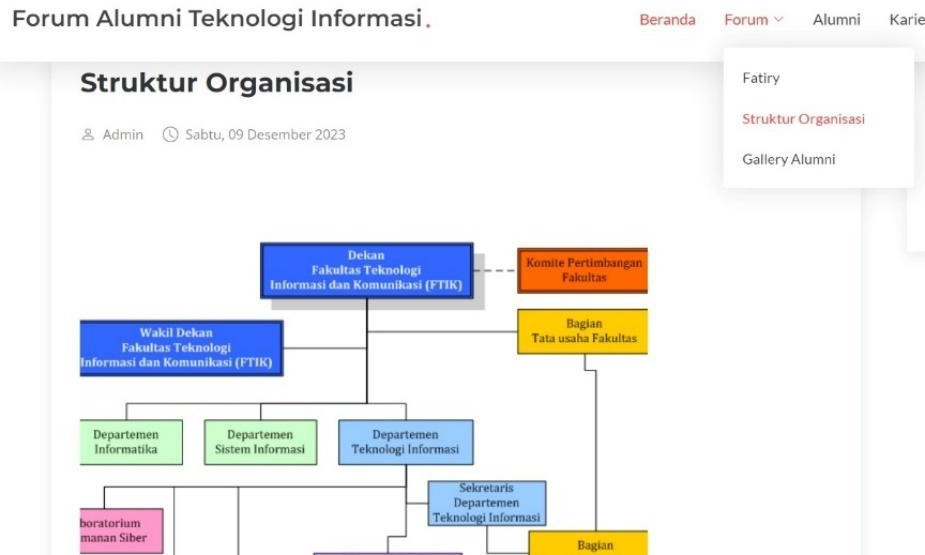 Forum Alumni Teknologi Informasi.
Beranda
Forum
Alumni
Karie
Fatiry
Struktur Organisasi
Gallery Alumni
Struktur Organisasi
Admin
Sabtu, 09 Desember 2023
Dekan
Fakultas Teknologi
Informasi dan Komunikasi (FTIK)
Komite Pertimbangan
Fakultas
Wakil Dekan
Fakultas Teknologi
Informasi dan Komunikasi (FTIK)
Bagian
Tata usaha Fakultas
Departemen
Informatika
Departemen
Sistem Informasi
Departemen
Teknologi Informasi
Sekretaris
Departemen
Teknologi Informasi
boratorium
manan Siber
Bagian